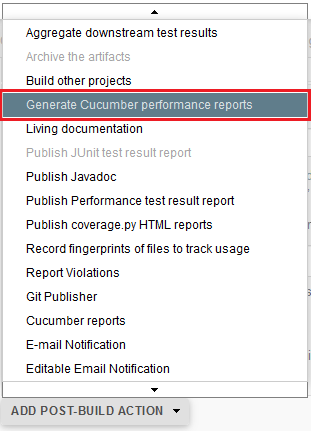 Aggregate downstream test results
Archive the artifacts
Build other projects
Generate Cucumber performance reports
Living documentation
Publish JUnit test result report
Publish Javadoc
Publish Performance test result report
Publish coverage.py HTML reports
Record fingerprints of files to track usage
Report Violations
Git Publisher
Cucumber reports
E-mail Notification
Editable Email Notification
ADD POST-BUILD ACTION